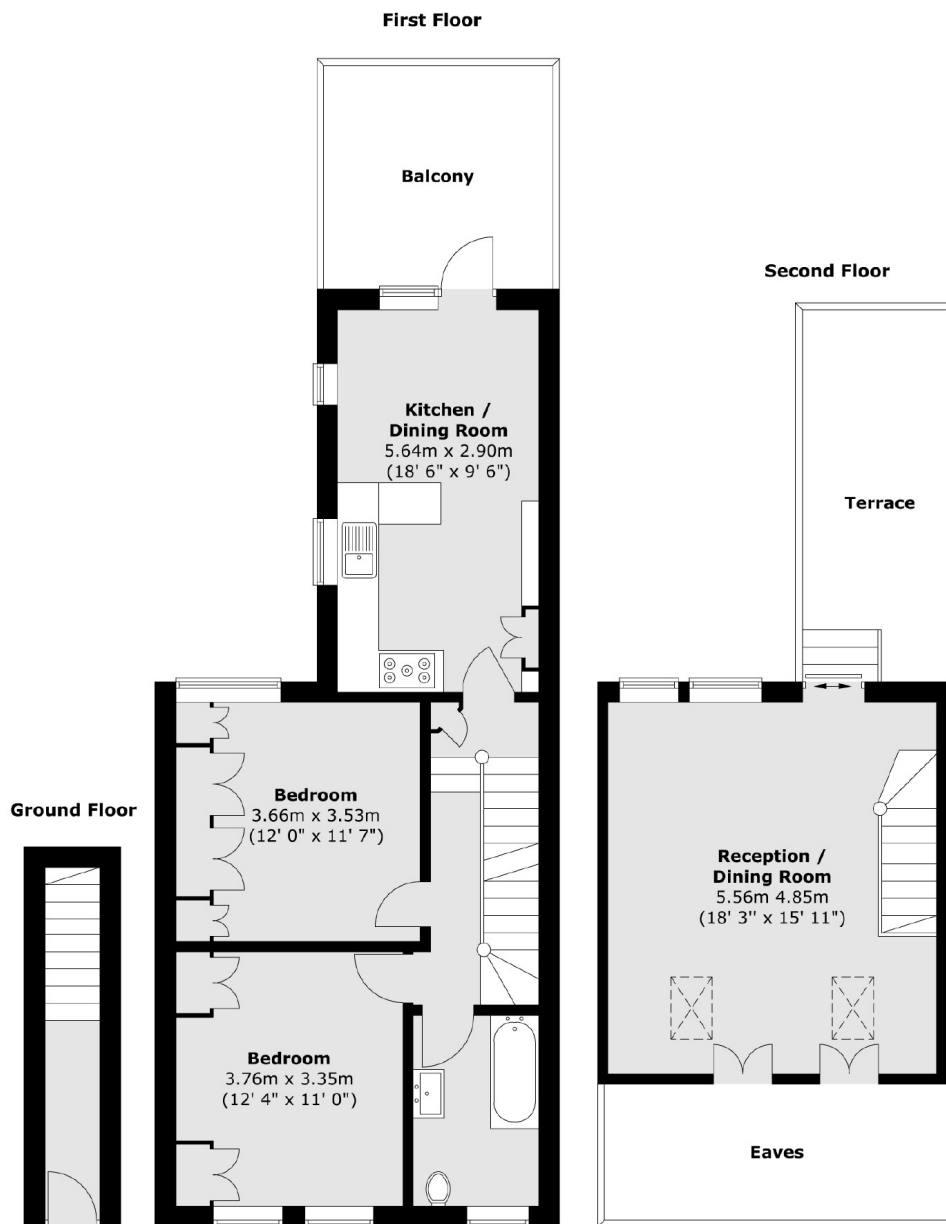 First Floor
Balcony
Second Floor
Kitchen /
Dining Room
5.64m x 2.90m
(18' 6" x 9' 6")
Terrace
Ground Floor
Bedroom
3.66m x 3.53m
(12' 0" x 11' 7")
Reception /
Dining Room
5.56m 4.85m
(18' 3" x 15' 11")
Bedroom
3.76m x 3.35m
(12' 4" x 11' 0")
Eaves